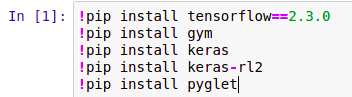 In [1]: !pip install tensorflow==2.3.0
!pip install gym
!pip install keras
!pip install keras-rl2
!pip install pyglet